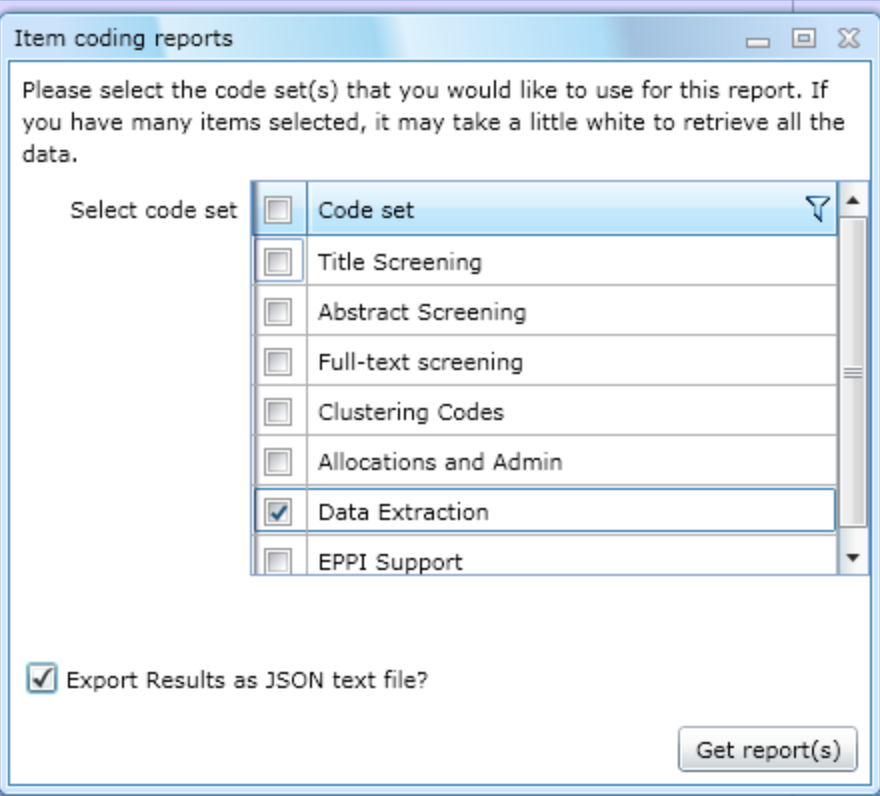 Item coding reports
Please select the code set(s) that you would like to use for this report. If
you have many items selected, it may take a little white to retrieve all the
data.
Select code set
Code set
Title Screening
Abstract Screening
Full-text screening
Clustering Codes
Allocations and Admin
Data Extraction
EPPI Support
Export Results as JSON text file?
Get report(s)